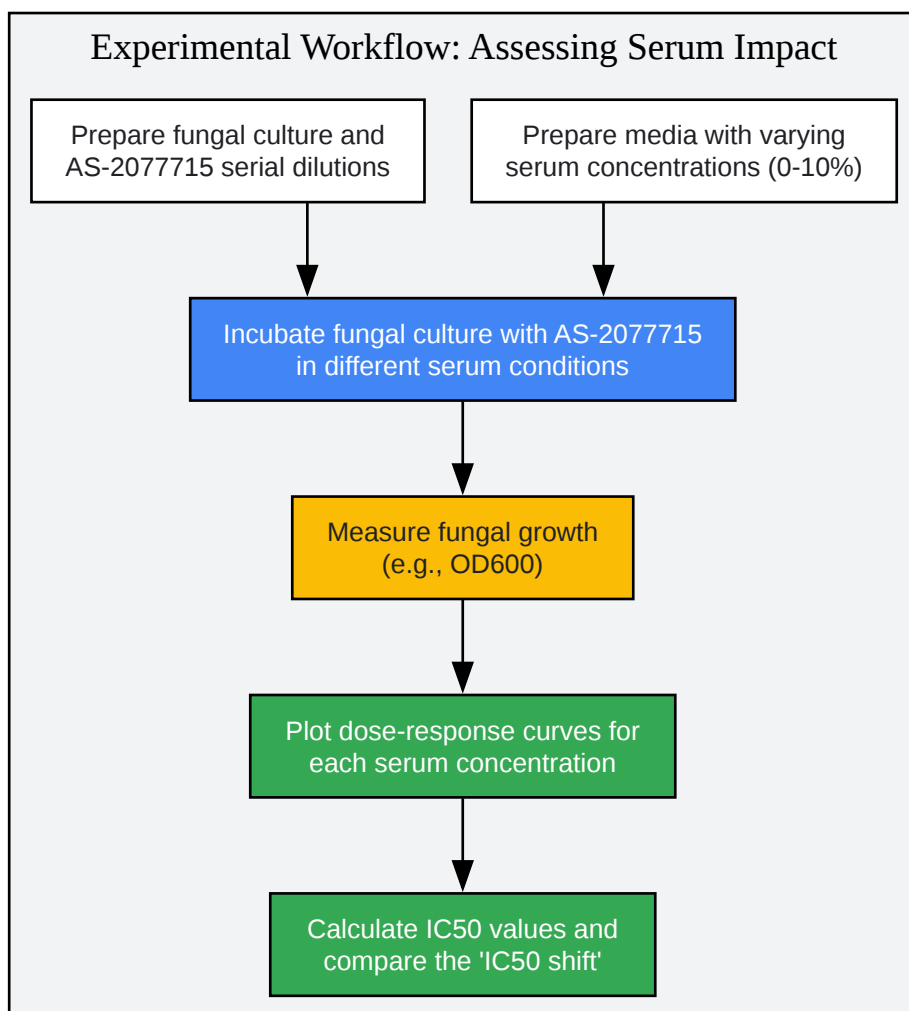 Experimental Workflow: Assessing Serum Impact
Prepare fungal culture and
AS-2077715 serial dilutions
Prepare media with varying
serum concentrations (0-10%)
Incubate fungal culture with AS-2077715
in different serum conditions
Measure fungal growth
(e.g., OD600)
Plot dose-response curves for
each serum concentration
Calculate IC50 values and
compare the 'IC50 shift'